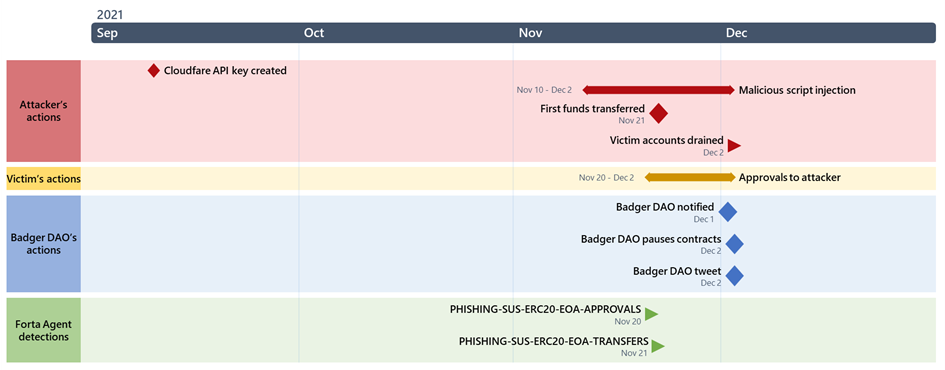 2021
Sep Oct Nov Dec
Attacker's
actions
Cloudfare API key created
Nov 10 - Dec 2
Malicious script injection
First funds transferred
Nov 21
Victim accounts drained
Dec 2
Victim's actions
Nov 20 - Dec 2
Approvals to attacker
Badger DAO's
actions
Badger DAO notified
Dec 1
Badger DAO pauses contracts
Dec 2
Badger DAO tweet
Dec 2
Forta Agent
detections
PHISHING-SUS-ERC20-EOA-APPROVALS
Nov 20
PHISHING-SUS-ERC20-EOA-TRANSFERS
Nov 21